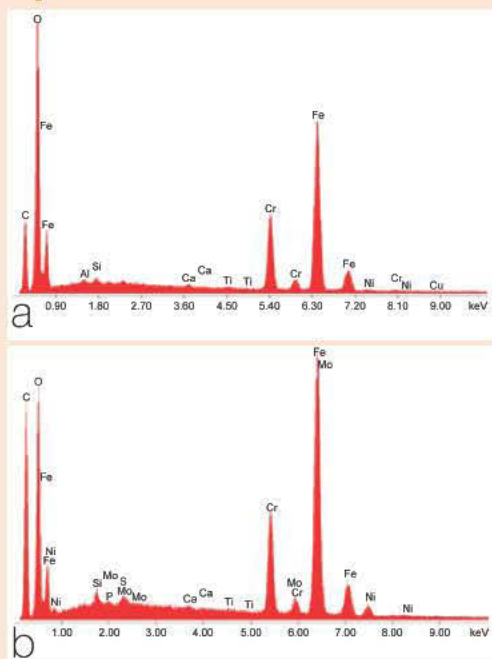 O
Fe
Fe
C
Fe
Cr
Al
Si
Ca
Ca
Ti
Ti
Cr
Fe
Ni
Cr
Ni
Cu
0.90 1.80 2.70 3.60 4.50 5.40 6.30 7.20 8.10 9.00 keV
a
Fe
Mo
O
C
Fe
Cr
Ni
Fe
Ni
Mo
Si
S
P
Mo
Mo
Ca
Ca
Ti
Ti
Mo
Cr
Fe
Ni
Ni
1.00 2.00 3.00 4.00 5.00 6.00 7.00 8.00 9.00 keV
b